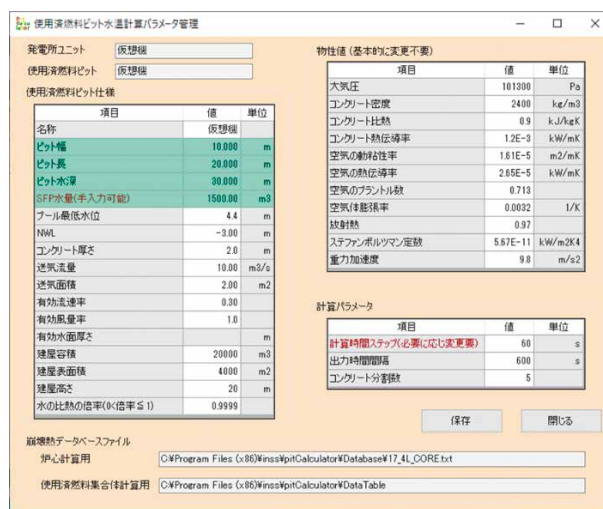 使用済燃料ピット水温計算パラメータ管理
発電所ユニット 仮想機
使用済燃料ピット 仮想機
使用済燃料ピット仕様
項目 値 単位
名称 仮想機
ピット幅 10.000 m
ピット長 20.000 m
ピット水深 30.000 m
SFP水量(手入力可能) 1500.00 m3
プール最低水位 4.4 m
NWL -3.00 m
コンクリート厚さ 2.0 m
送気流量 10.00 m3/s
送気面積 2.00 m2
有効流速率 0.30
有効風量率 1.0
有効水面厚さ m
建屋容積 20000 m3
建屋表面積 4000 m2
建屋高さ 20 m
水の比熱の倍率(0<倍率≦1) 0.9999
物性値(基本的に変更不要)
項目 値 単位
大気圧 101300 Pa
コンクリート密度 2400 kg/m3
コンクリート比熱 0.9 kJ/kgK
コンクリート熱伝導率 1.2E-3 kW/mK
空気の動粘性率 1.61E-5 m2/mK
空気の熱伝導率 2.65E-5 kW/mK
空気のプラントル数 0.713
空気体膨張率 0.0032 1/K
放射熱 0.97
ステファンボルツマン定数 5.67E-11 kW/m2K4
重力加速度 9.8 m/s2
計算パラメータ
項目 値 単位
計算時間ステップ(必要に応じ変更要) 60 s
出力時間間隔 600 s
コンクリート分割数 5
保存 閉じる
崩壊熱データベースファイル
炉心計算用 C:¥Program Files (x86)¥inss¥pitCalculator¥Database¥17_4L_CORE.txt
使用済燃料集合体計算用 C:¥Program Files (x86)¥inss¥pitCalculator¥DataTable